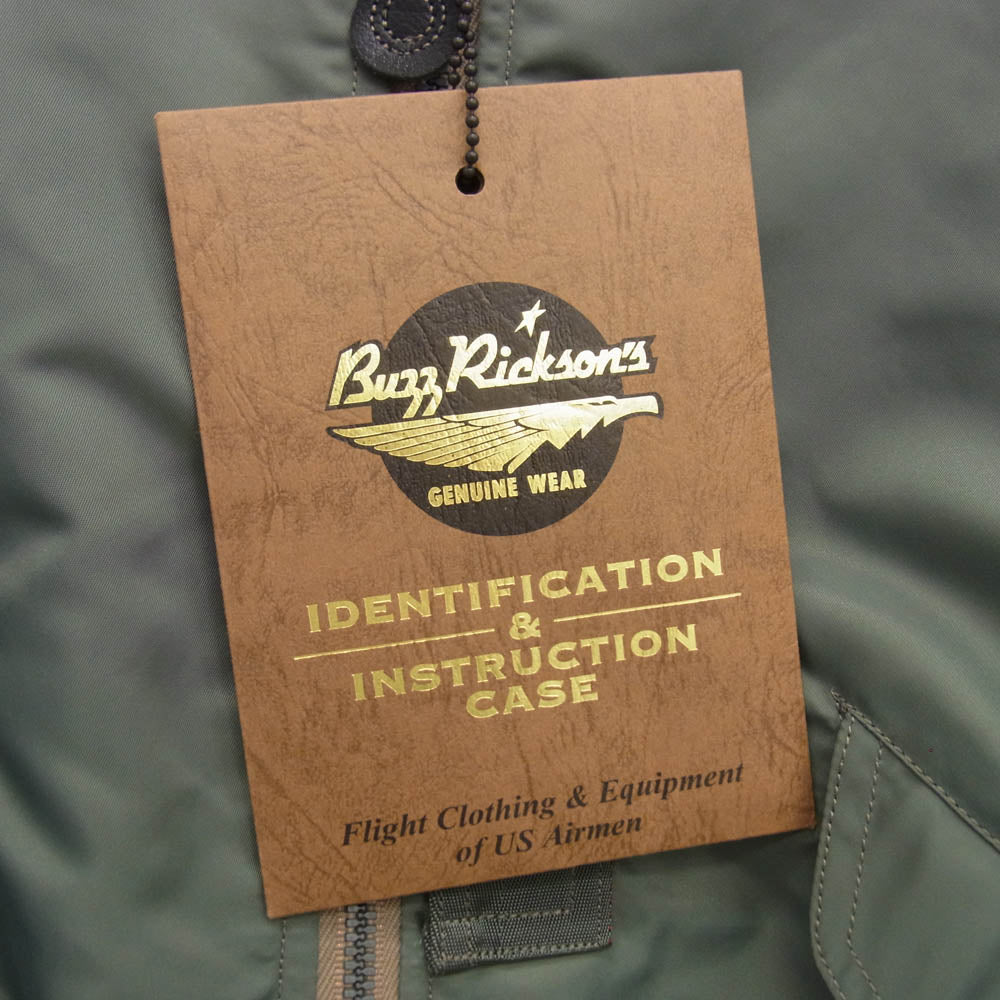 Buzz Rickson's
GENUINE WEAR
IDENTIFICATION
&
INSTRUCTION
CASE
Flight Clothing & Equipment
of US Airmen